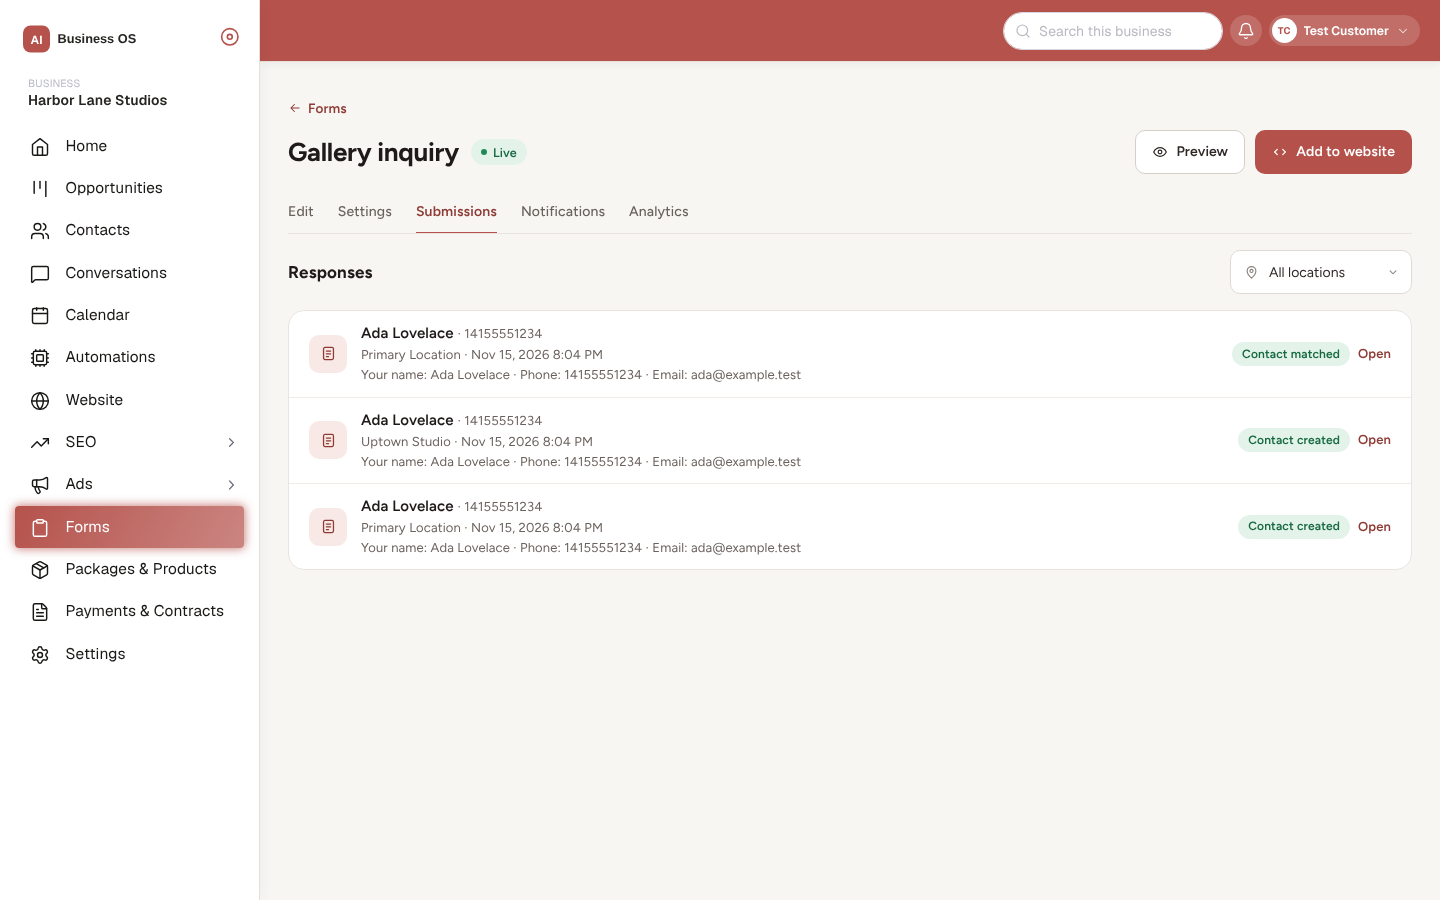 AI Business OS
Search this business
TC Test Customer
BUSINESS
Harbor Lane Studios
Home
Opportunities
Contacts
Conversations
Calendar
Automations
Website
SEO
Ads
Forms
Packages & Products
Payments & Contracts
Settings
← Forms
Gallery inquiry Live
Preview Add to website
Edit Settings Submissions Notifications Analytics
Responses All locations
Ada Lovelace · 14155551234
Primary Location · Nov 15, 2026 8:04 PM
Your name: Ada Lovelace · Phone: 14155551234 · Email: ada@example.test
Contact matched Open
Ada Lovelace · 14155551234
Uptown Studio · Nov 15, 2026 8:04 PM
Your name: Ada Lovelace · Phone: 14155551234 · Email: ada@example.test
Contact created Open
Ada Lovelace · 14155551234
Primary Location · Nov 15, 2026 8:04 PM
Your name: Ada Lovelace · Phone: 14155551234 · Email: ada@example.test
Contact created Open